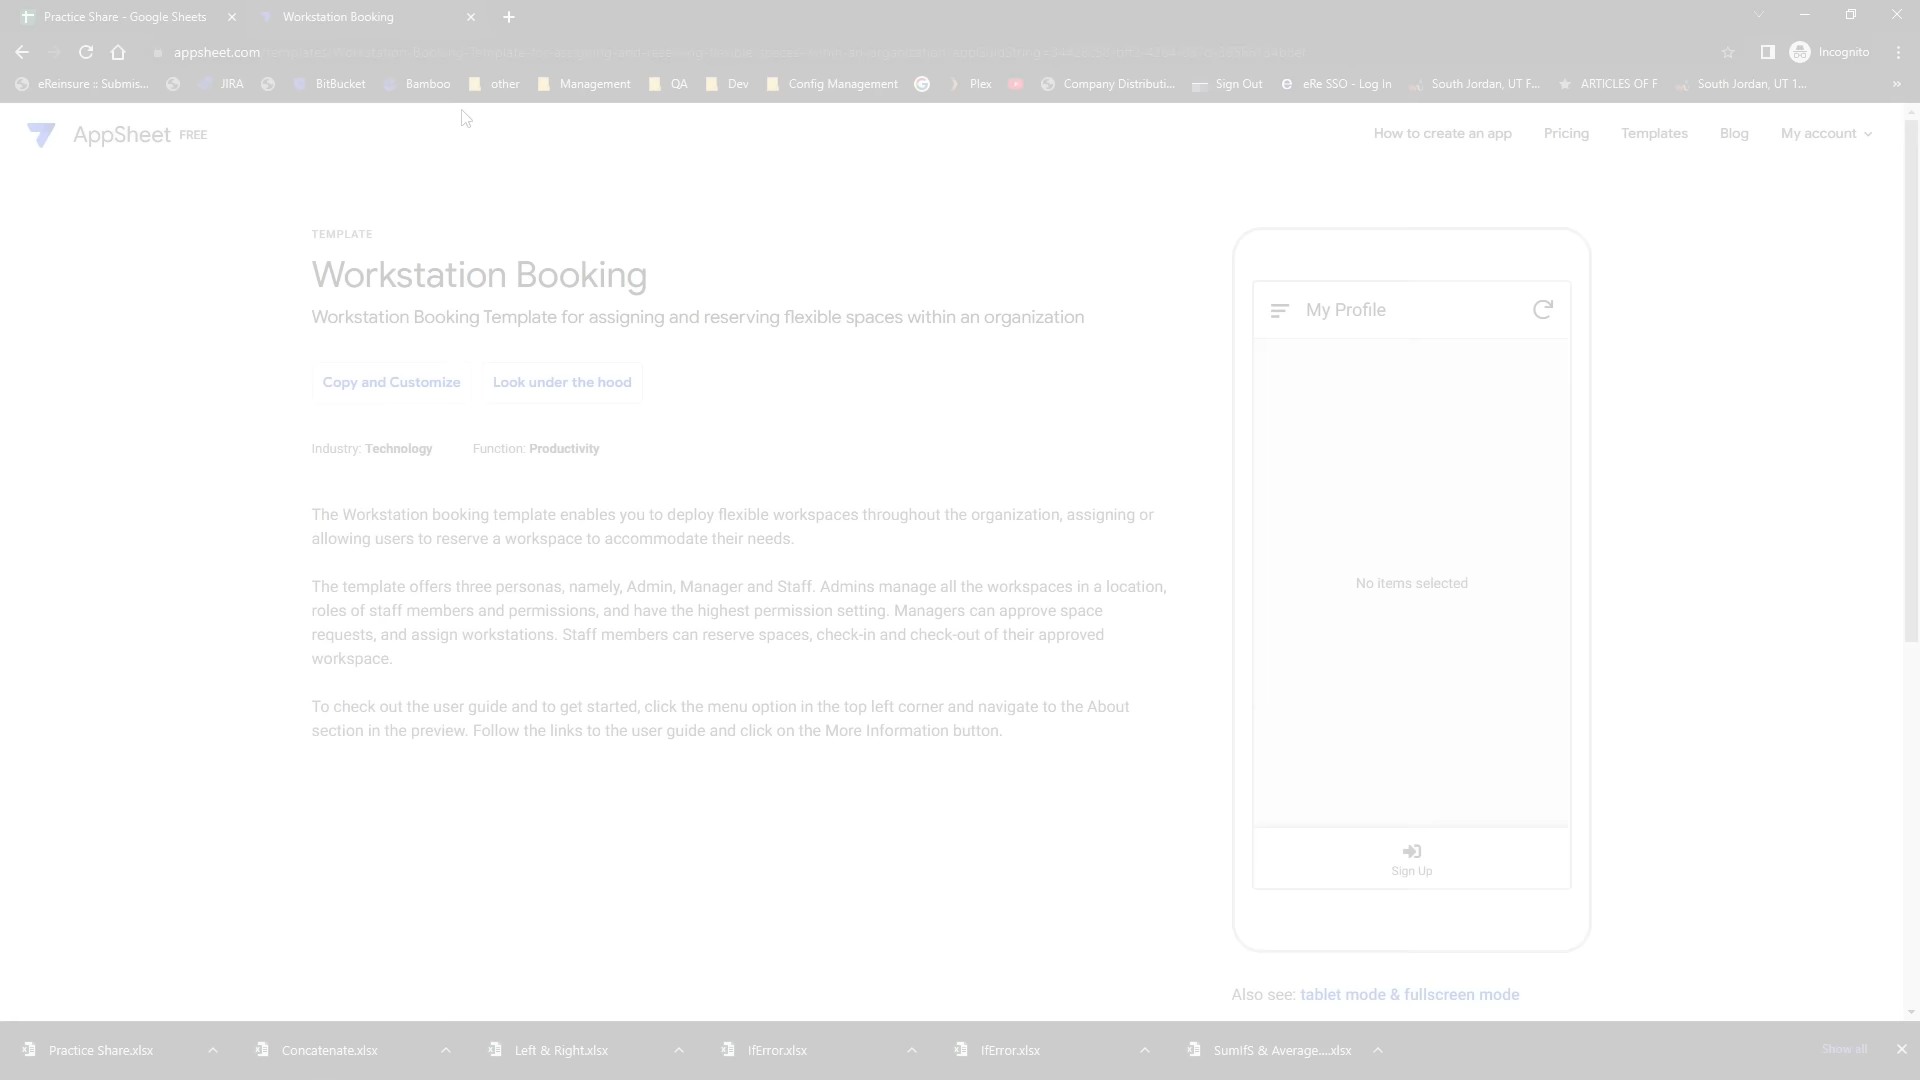 Practice Share - Google Sheets
Workstation Booking
appsheet.com
Incognito
eReinsure :: Submis...
JIRA
BitBucket
Bamboo
other
Management
QA
Dev
Config Management
Plex
Company Distributi...
Sign Out
eRe SSO - Log In
South Jordan, UT F...
ARTICLES OF F
South Jordan, UT 1...
AppSheet FREE
How to create an app
Pricing
Templates
Blog
My account
TEMPLATE
Workstation Booking
Workstation Booking Template for assigning and reserving flexible spaces within an organization
Copy and Customize
Look under the hood
Industry: Technology
Function: Productivity
The Workstation booking template enables you to deploy flexible workspaces throughout the organization, assigning or
allowing users to reserve a workspace to accommodate their needs.
The template offers three personas, namely, Admin, Manager and Staff. Admins manage all the workspaces in a location,
roles of staff members and permissions, and have the highest permission setting. Managers can approve space
requests, and assign workstations. Staff members can reserve spaces, check-in and check-out of their approved
workspace.
To check out the user guide and to get started, click the menu option in the top left corner and navigate to the About
section in the preview. Follow the links to the user guide and click on the More Information button.
My Profile
No items selected
Sign Up
Also see: tablet mode & fullscreen mode
Practice Share.xlsx
Concatenate.xlsx
Left & Right.xlsx
IfError.xlsx
IfError.xlsx
SumIfS & Average....xlsx
Show all